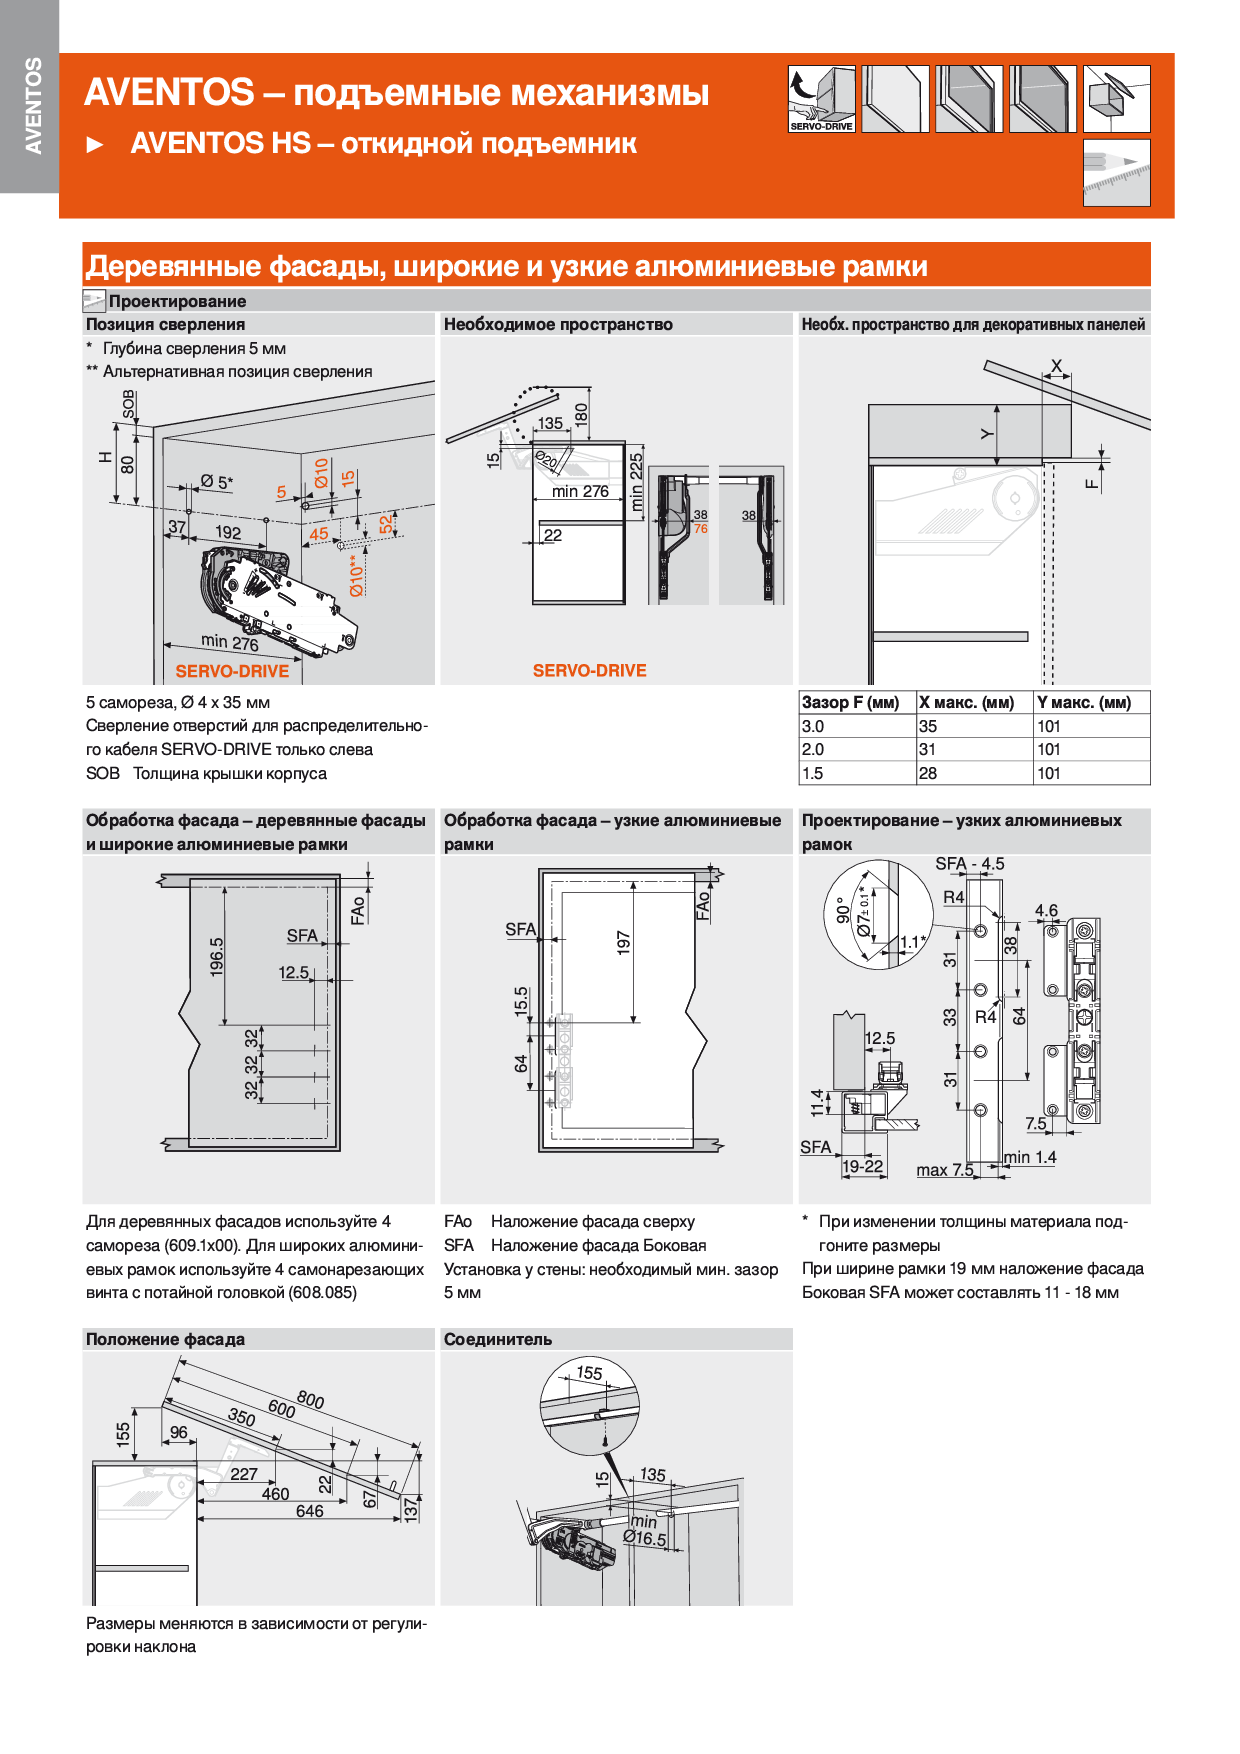 AVENTOS
AVENTOS – подъемные механизмы
► AVENTOS HS – откидной подъемник
SERVO-DRIVE
Деревянные фасады, широкие и узкие алюминиевые рамки
Проектирование
Позиция сверления
* Глубина сверления 5 мм
** Альтернативная позиция сверления
SOB
H
80
Ø 5*
5
Ø10
15
37
192
45
52
Ø10**
min 276
SERVO-DRIVE
5 самореза, Ø 4 x 35 мм
Сверление отверстий для распределительно-
го кабеля SERVO-DRIVE только слева
SOB Толщина крышки корпуса
Необходимое пространство
135
180
15
Ø20
min 276
min 225
22
38
76
38
SERVO-DRIVE
Необх. пространство для декоративных панелей
X
Y
F
Зазор F (мм) X макс. (мм) Y макс. (мм)
3.0 35 101
2.0 31 101
1.5 28 101
Обработка фасада – деревянные фасады
и широкие алюминиевые рамки
FAo
SFA
196.5
12.5
32
32
32
Для деревянных фасадов используйте 4
самореза (609.1x00). Для широких алюмини-
евых рамок используйте 4 самонарезающих
винта с потайной головкой (608.085)
Обработка фасада – узкие алюминиевые
рамки
FAo
SFA
197
15.5
64
FAo Наложение фасада сверху
SFA Наложение фасада Боковая
Установка у стены: необходимый мин. зазор
5 мм
Проектирование – узких алюминиевых
рамок
SFA - 4.5
R4
4.6
90°
Ø7± 0.1*
1.1*
31
38
33
R4
64
12.5
31
11.4
7.5
SFA
19-22
min 1.4
max 7.5
* При изменении толщины материала под-
гоните размеры
При ширине рамки 19 мм наложение фасада
Боковая SFA может составлять 11 - 18 мм
Положение фасада
800
600
350
155
96
227
22
460
67
646
137
Размеры меняются в зависимости от регули-
ровки наклона
Соединитель
155
15
135
min
Ø16.5